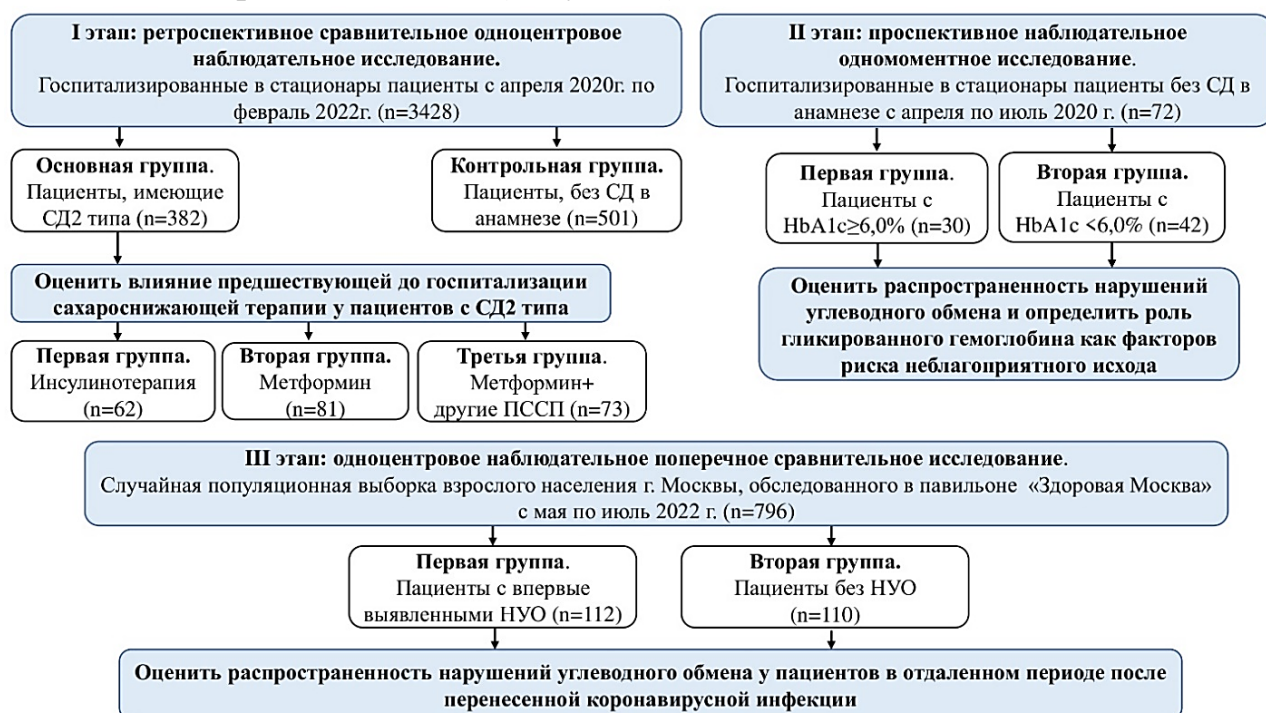 I этап: ретроспективное сравнительное одноцентровое
наблюдательное исследование.
Госпитализированные в стационары пациенты с апреля 2020г. по
февраль 2022г. (n=3428)
II этап: проспективное наблюдательное
одномоментное исследование.
Госпитализированные в стационары пациенты без СД в
анамнезе с апреля по июль 2020 г. (n=72)
Основная группа.
Пациенты, имеющие
СД2 типа (n=382)
Контрольная группа.
Пациенты, без СД в
анамнезе (n=501)
Первая группа.
Пациенты с
HbA1c≥6,0% (n=30)
Вторая группа.
Пациенты с
HbA1c <6,0% (n=42)
Оценить влияние предшествующей до госпитализации
сахароснижающей терапии у пациентов с СД2 типа
Оценить распространенность нарушений
углеводного обмена и определить роль
гликированного гемоглобина как факторов
риска неблагоприятного исхода
Первая группа.
Инсулинотерапия
(n=62)
Вторая группа.
Метформин
(n=81)
Третья группа.
Метформин+
другие ПССП (n=73)
III этап: одноцентровое наблюдательное поперечное сравнительное исследование.
Случайная популяционная выборка взрослого населения г. Москвы, обследованного в павильоне «Здоровая Москва»
с мая по июль 2022 г. (n=796)
Первая группа.
Пациенты с впервые
выявленными НУО (n=112)
Вторая группа.
Пациенты без НУО
(n=110)
Оценить распространенность нарушений углеводного обмена у пациентов в отдаленном периоде после
перенесенной коронавирусной инфекции